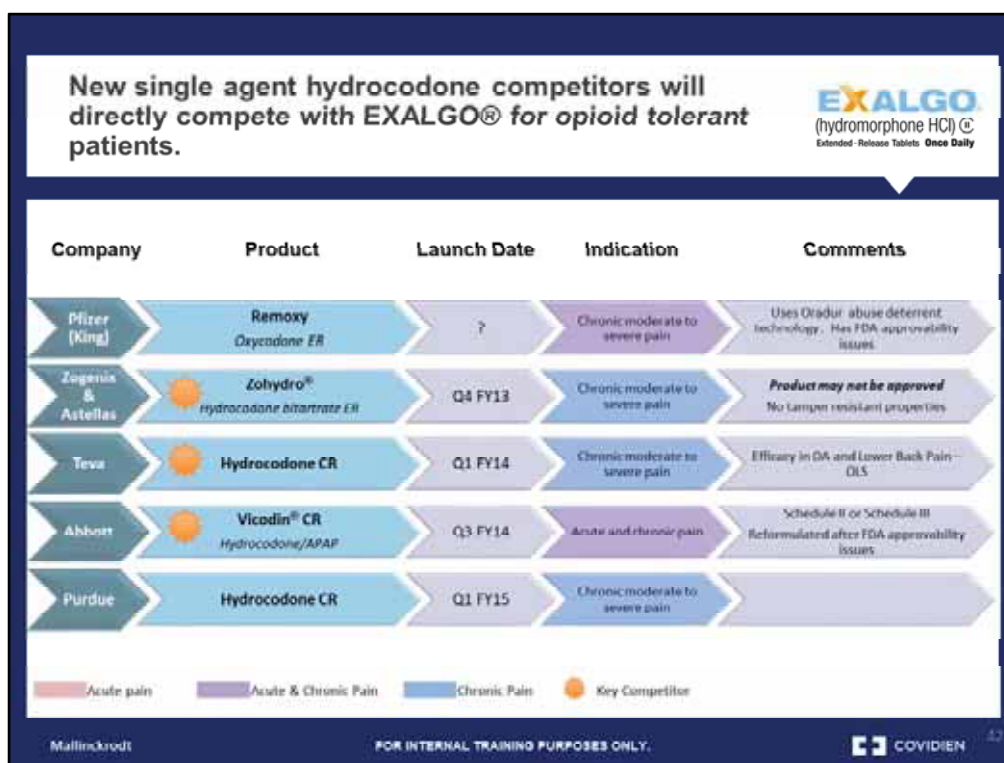 New single agent hydrocodone competitors will
directly compete with EXALGO® for opioid tolerant
patients.
EXALGO
(hydromorphone HCl) CII
Extended-Release Tablets Once Daily
Company Product Launch Date Indication Comments
Pfizer
(King)
Remoxy
Oxycodone ER
?
Chronic moderate to
severe pain
Uses Oradur abuse deterrent
technology. Has FDA approvability
issues
Zogenix
&
Astellas
Zohydro®
Hydrocodone bitartrate ER
Q4 FY13
Chronic moderate to
severe pain
Product may not be approved
No tamper resistant properties
Teva
Hydrocodone CR
Q1 FY14
Chronic moderate to
severe pain
Efficacy in OA and Lower Back Pain–
OLS
Abbott
Vicodin® CR
Hydrocodone/APAP
Q3 FY14
Acute and chronic pain
Schedule II or Schedule III
Reformulated after FDA approvability
issues
Purdue
Hydrocodone CR
Q1 FY15
Chronic moderate to
severe pain
Acute pain
Acute & Chronic Pain
Chronic Pain
Key Competitor
Mallinckrodt
FOR INTERNAL TRAINING PURPOSES ONLY.
COVIDIEN